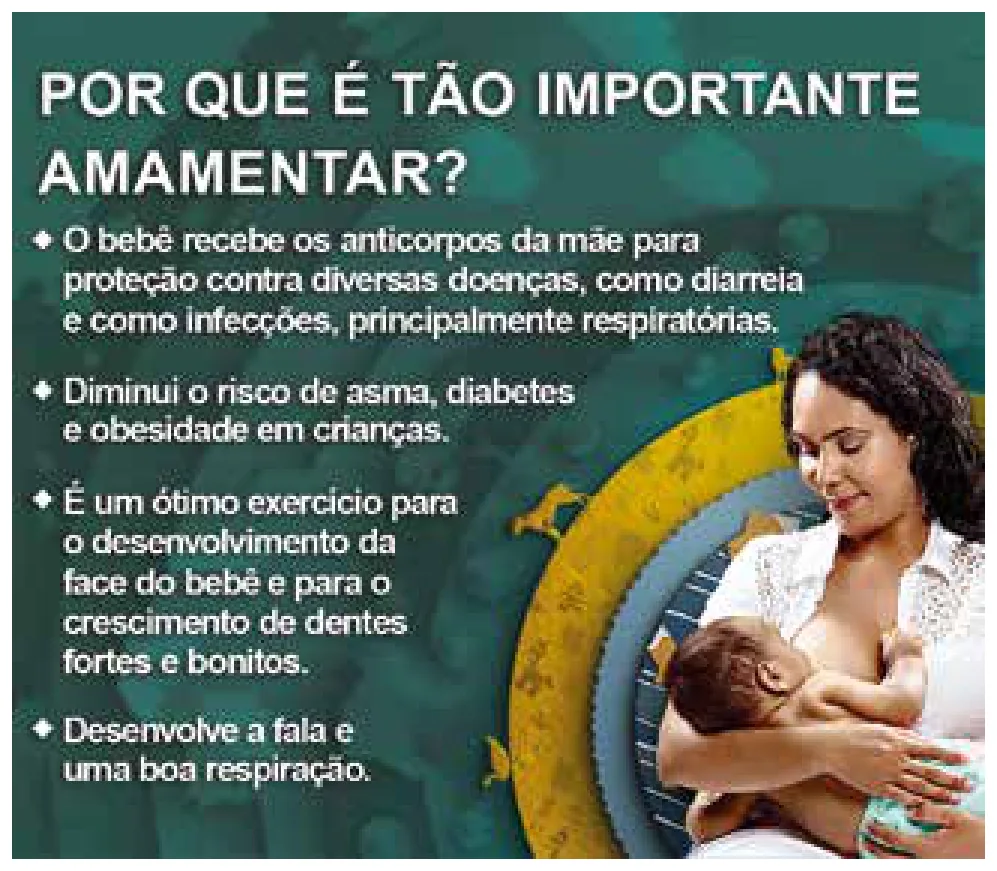 POR QUE É TÃO IMPORTANTE
AMAMENTAR?
O bebê recebe os anticorpos da mãe para
proteção contra diversas doenças, como diarreia
e como infecções, principalmente respiratórias.
Diminui o risco de asma, diabetes
e obesidade em crianças.
É um ótimo exercício para
o desenvolvimento da
face do bebê e para o
crescimento de dentes
fortes e bonitos.
Desenvolve a fala e
uma boa respiração.